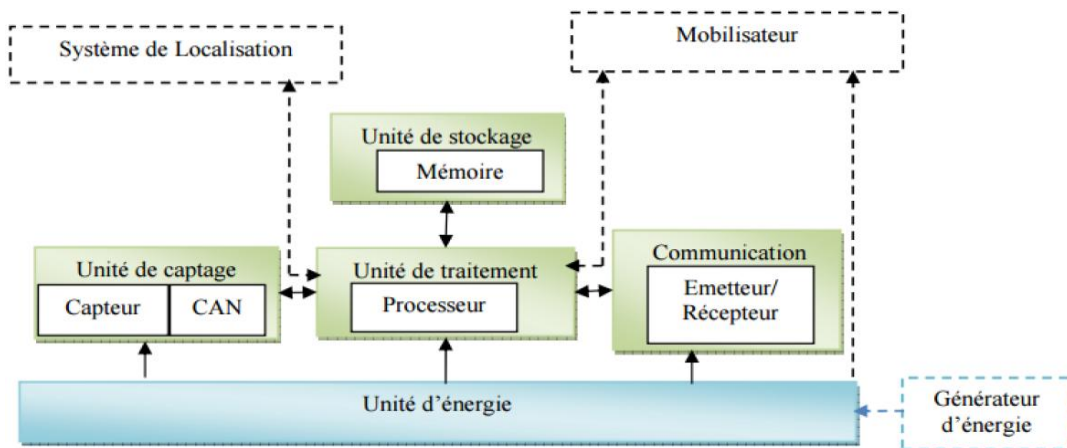 Système de Localisation
Mobilisateur
Unité de stockage
Mémoire
Unité de captage
Capteur
CAN
Unité de traitement
Processeur
Communication
Emetteur/
Récepteur
Unité d’énergie
Générateur
d’énergie